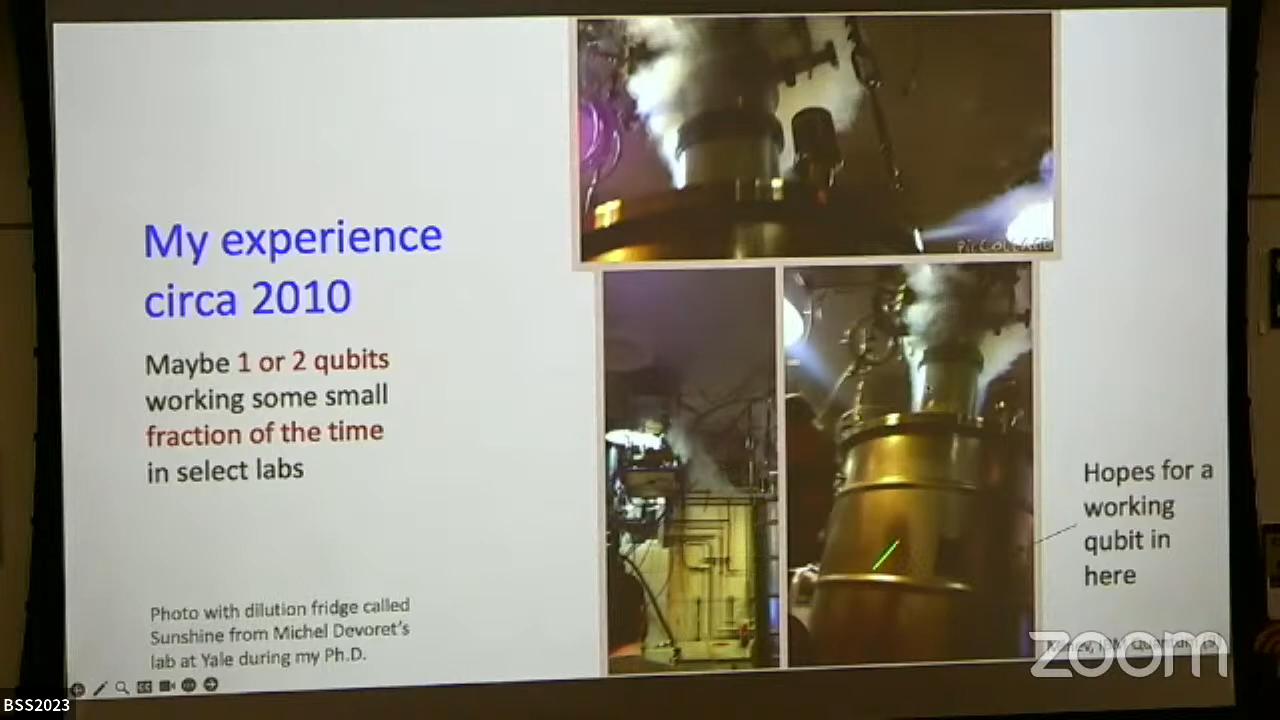 My experience
circa 2010
Maybe 1 or 2 qubits
working some small
fraction of the time
in select labs
Photo with dilution fridge called
Sunshine from Michel Devoret's
lab at Yale during my Ph.D.
PiC COLLAGE
Hopes for a
working
qubit in
here
zoom
BSS2023